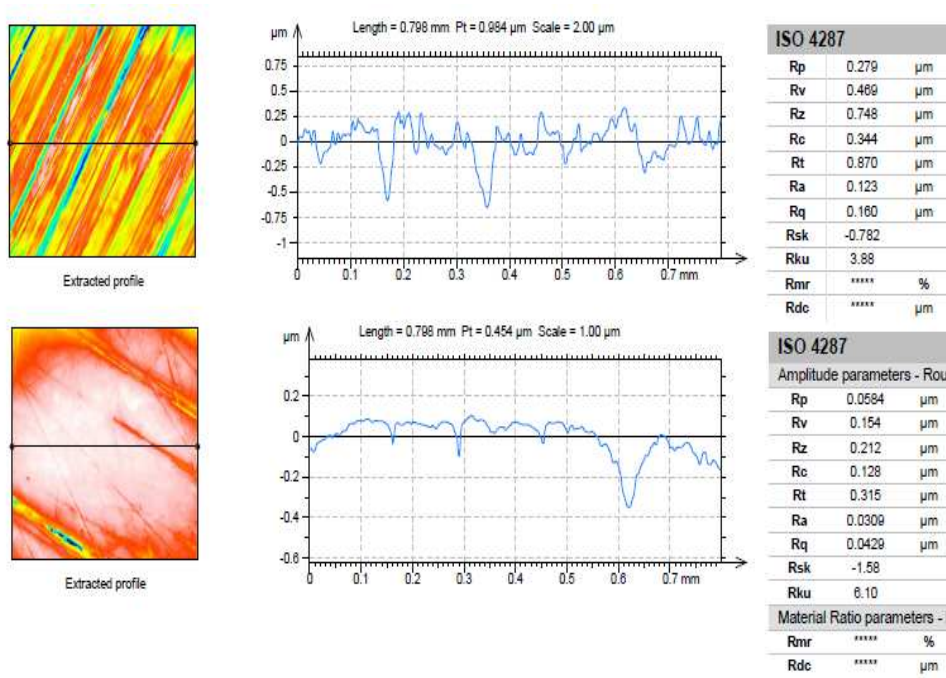 Length = 0.798 mm Pt = 0.984 µm Scale = 2.00 µm
µm
0.75
0.5
0.25
0
-0.25
-0.5
-0.75
-1
0 0.1 0.2 0.3 0.4 0.5 0.6 0.7 mm
Extracted profile
ISO 4287
Rp 0.279 µm
Rv 0.469 µm
Rz 0.748 µm
Rc 0.344 µm
Rt 0.870 µm
Ra 0.123 µm
Rq 0.160 µm
Rsk -0.782
Rku 3.88
Rmr ***** %
Rdc ***** µm
Length = 0.798 mm Pt = 0.454 µm Scale = 1.00 µm
µm
0.2
0
-0.2
-0.4
-0.6
0 0.1 0.2 0.3 0.4 0.5 0.6 0.7 mm
Extracted profile
ISO 4287
Amplitude parameters - Rou
Rp 0.0584 µm
Rv 0.154 µm
Rz 0.212 µm
Rc 0.128 µm
Rt 0.315 µm
Ra 0.0309 µm
Rq 0.0429 µm
Rsk -1.58
Rku 6.10
Material Ratio parameters -
Rmr ***** %
Rdc ***** µm